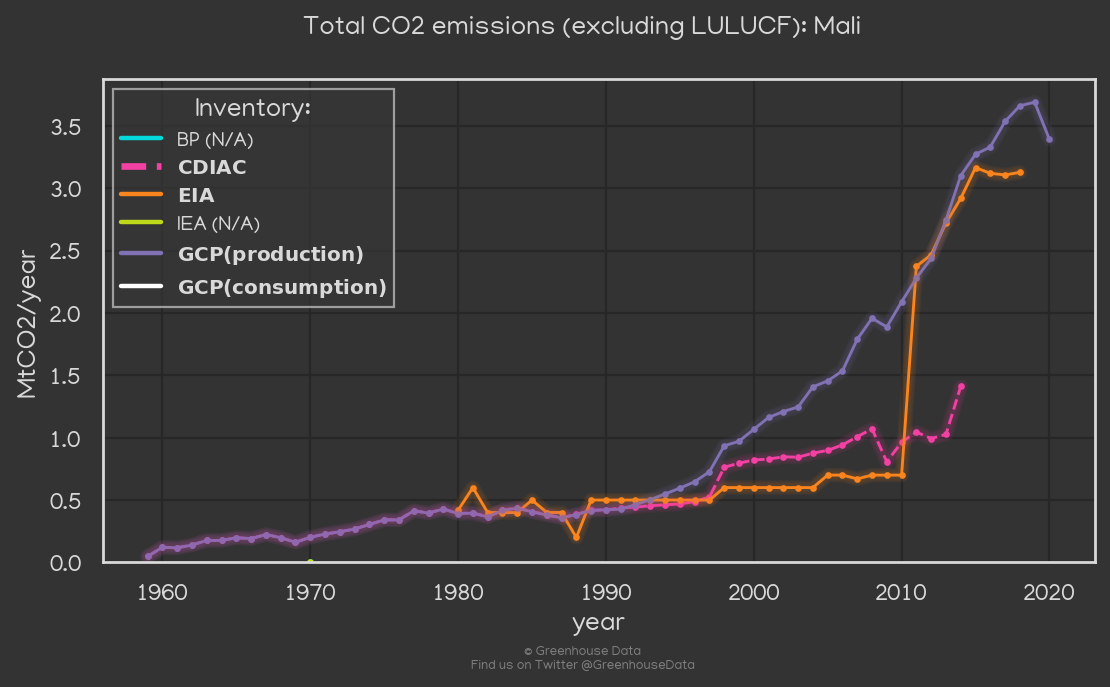 Total CO2 emissions (excluding LULUCF): Mali
Inventory:
BP (N/A)
CDIAC
EIA
IEA (N/A)
GCP(production)
GCP(consumption)
MtCO2/year
3.5
3.0
2.5
2.0
1.5
1.0
0.5
0.0
1960 1970 1980 1990 2000 2010 2020
year
© Greenhouse Data
Find us on Twitter @GreenhouseData